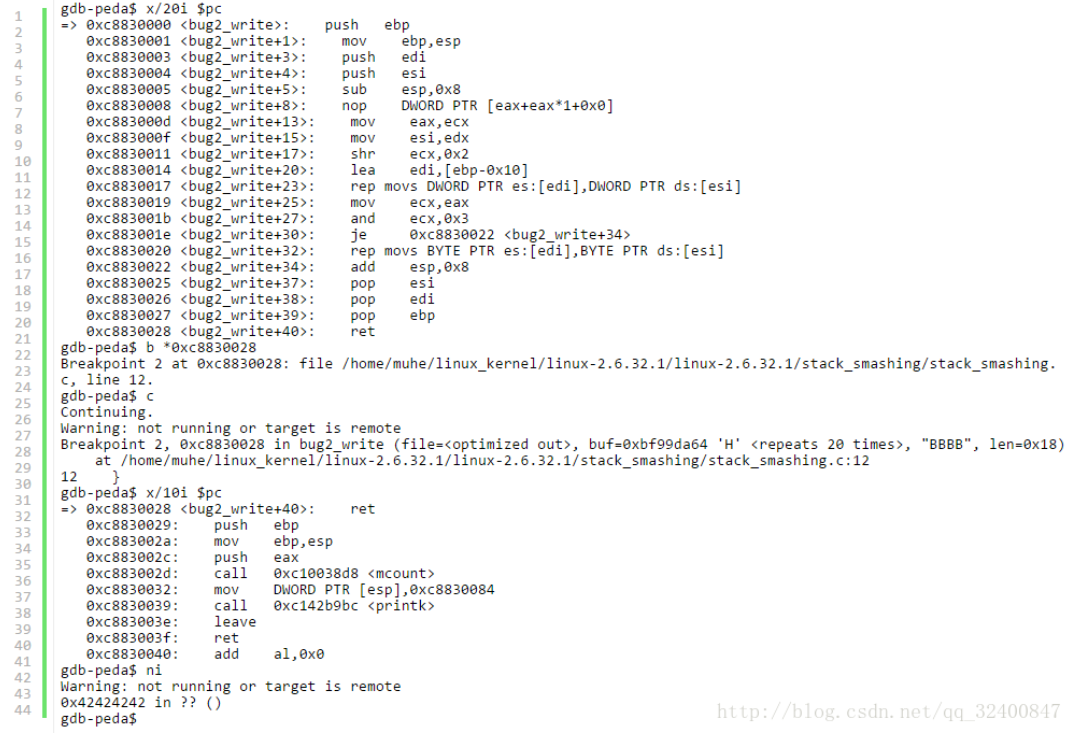 1 gdb-peda$ x/20i $pc
2 => 0xc8830000 <bug2_write>: push ebp
3 0xc8830001 <bug2_write+1>: mov ebp,esp
4 0xc8830003 <bug2_write+3>: push edi
5 0xc8830004 <bug2_write+4>: push esi
6 0xc8830005 <bug2_write+5>: sub esp,0x8
7 0xc8830008 <bug2_write+8>: nop DWORD PTR [eax+eax*1+0x0]
8 0xc883000d <bug2_write+13>: mov eax,ecx
9 0xc883000f <bug2_write+15>: mov esi,edx
10 0xc8830011 <bug2_write+17>: shr ecx,0x2
11 0xc8830014 <bug2_write+20>: lea edi,[ebp-0x10]
12 0xc8830017 <bug2_write+23>: rep movs DWORD PTR es:[edi],DWORD PTR ds:[esi]
13 0xc8830019 <bug2_write+25>: mov ecx,eax
14 0xc883001b <bug2_write+27>: and ecx,0x3
15 0xc883001e <bug2_write+30>: je 0xc8830022 <bug2_write+34>
16 0xc8830020 <bug2_write+32>: rep movs BYTE PTR es:[edi],BYTE PTR ds:[esi]
17 0xc8830022 <bug2_write+34>: add esp,0x8
18 0xc8830025 <bug2_write+37>: pop esi
19 0xc8830026 <bug2_write+38>: pop edi
20 0xc8830027 <bug2_write+39>: pop ebp
21 0xc8830028 <bug2_write+40>: ret
22 gdb-peda$ b *0xc8830028
23 Breakpoint 2 at 0xc8830028: file /home/muhe/linux_kernel/linux-2.6.32.1/linux-2.6.32.1/stack_smashing/stack_smashing.
24 c, line 12.
25 gdb-peda$ c
26 Continuing.
27 Warning: not running or target is remote
28 Breakpoint 2, 0xc8830028 in bug2_write (file=<optimized out>, buf=0xbf99da64 'H' <repeats 20 times>, "BBBB", len=0x18)
29 at /home/muhe/linux_kernel/linux-2.6.32.1/linux-2.6.32.1/stack_smashing/stack_smashing.c:12
30 12 }
31 gdb-peda$ x/10i $pc
32 => 0xc8830028 <bug2_write+40>: ret
33 0xc8830029: push ebp
34 0xc883002a: mov ebp,esp
35 0xc883002c: push eax
36 0xc883002d: call 0xc10038d8 <mcount>
37 0xc8830032: mov DWORD PTR [esp],0xc8830084
38 0xc8830039: call 0xc142b9bc <printk>
39 0xc883003e: leave
40 0xc883003f: ret
41 0xc8830040: add al,0x0
42 gdb-peda$ ni
43 Warning: not running or target is remote
44 0x42424242 in ?? ()
gdb-peda$
http://blog.csdn.net/qq_32400847